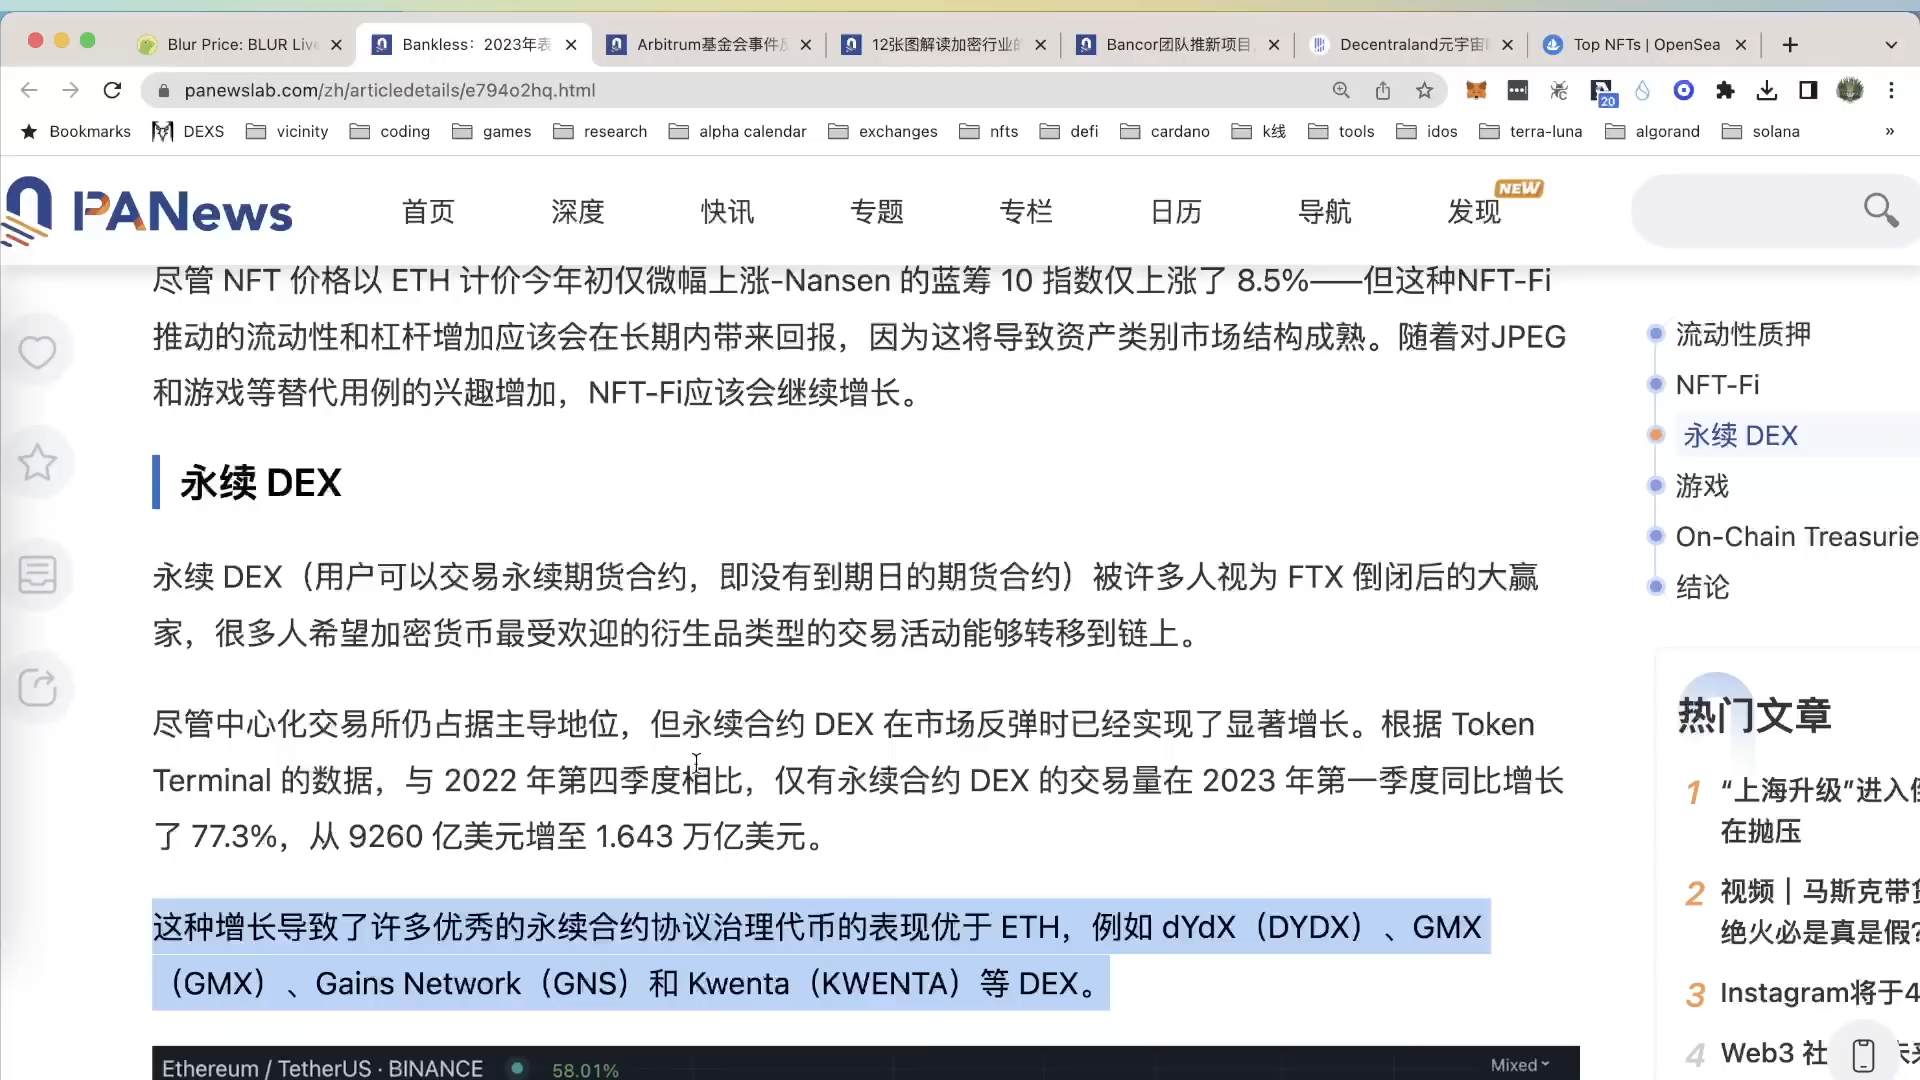 Blur Price: BLUR Live
Bankless：2023年表
Arbitrum基金会事件
12张图解读加密行业
Bancor团队推新项目
Decentraland元宇宙
Top NFTs | OpenSea
panewslab.com/zh/articledetails/e794o2hq.html
20
Bookmarks
DEXS
vicinity
coding
games
research
alpha calendar
exchanges
nfts
defi
cardano
k线
tools
idos
terra-luna
algorand
solana
»
PANews
首页
深度
快讯
专题
专栏
日历
导航
发现
NEW
尽管 NFT 价格以 ETH 计价今年初仅微幅上涨-Nansen 的蓝筹 10 指数仅上涨了 8.5%——但这种NFT-Fi
推动的流动性和杠杆增加应该会在长期内带来回报，因为这将导致资产类别市场结构成熟。随着对JPEG
和游戏等替代用例的兴趣增加，NFT-Fi应该会继续增长。
永续 DEX
永续 DEX（用户可以交易永续期货合约，即没有到期日的期货合约）被许多人视为 FTX 倒闭后的大赢
家，很多人希望加密货币最受欢迎的衍生品类型的交易活动能够转移到链上。
尽管中心化交易所仍占据主导地位，但永续合约 DEX 在市场反弹时已经实现了显著增长。根据 Token
Terminal 的数据，与 2022 年第四季度相比，仅有永续合约 DEX 的交易量在 2023 年第一季度同比增长
了 77.3%，从 9260 亿美元增至 1.643 万亿美元。
这种增长导致了许多优秀的永续合约协议治理代币的表现优于 ETH，例如 dYdX（DYDX）、GMX
（GMX）、Gains Network（GNS）和 Kwenta（KWENTA）等 DEX。
Ethereum / TetherUS · BINANCE
58.01%
Mixed
流动性质押
NFT-Fi
永续 DEX
游戏
On-Chain Treasurie
结论
热门文章
1
“上海升级”进入
在抛压
2
视频｜马斯克带
绝火必是真是假?
3
Instagram将于4
4
Web3 社